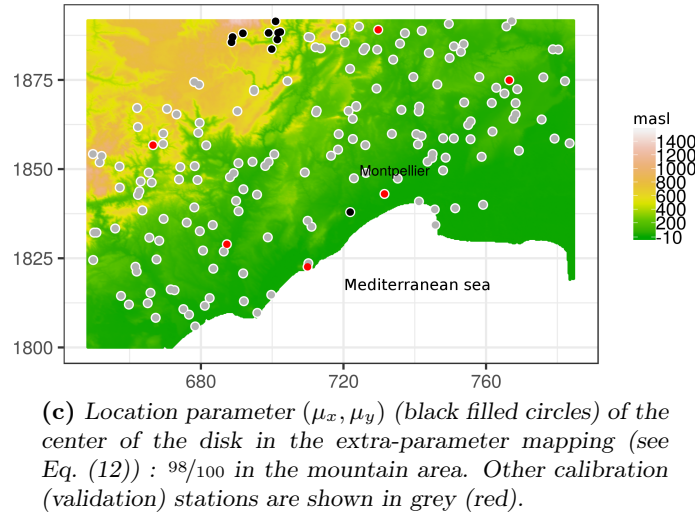 1875
1850
1825
1800
680
720
760
Montpellier
Mediterranean sea
masl
1400
1000
800
600
400
200
-10
(c) Location parameter (μx, μy) (black filled circles) of the
center of the disk in the extra-parameter mapping (see
Eq. (12)) : 98/100 in the mountain area. Other calibration
(validation) stations are shown in grey (red).